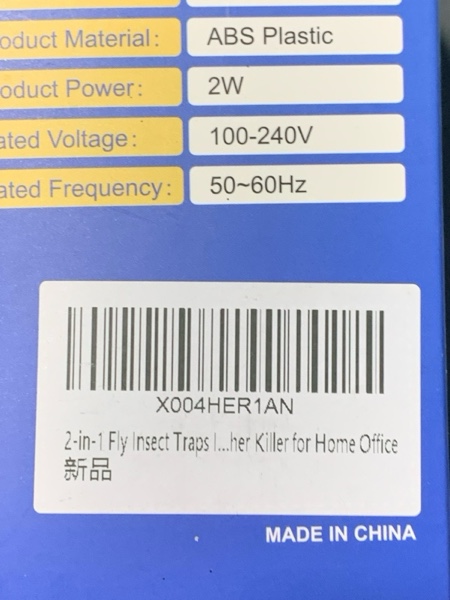 oduct Material: ABS Plastic
oduct Power: 2W
ated Voltage: 100-240V
ated Frequency: 50~60Hz
X004HER1AN
2-in-1 Fly Insect Traps I...her Killer for Home Office
新品
MADE IN CHINA